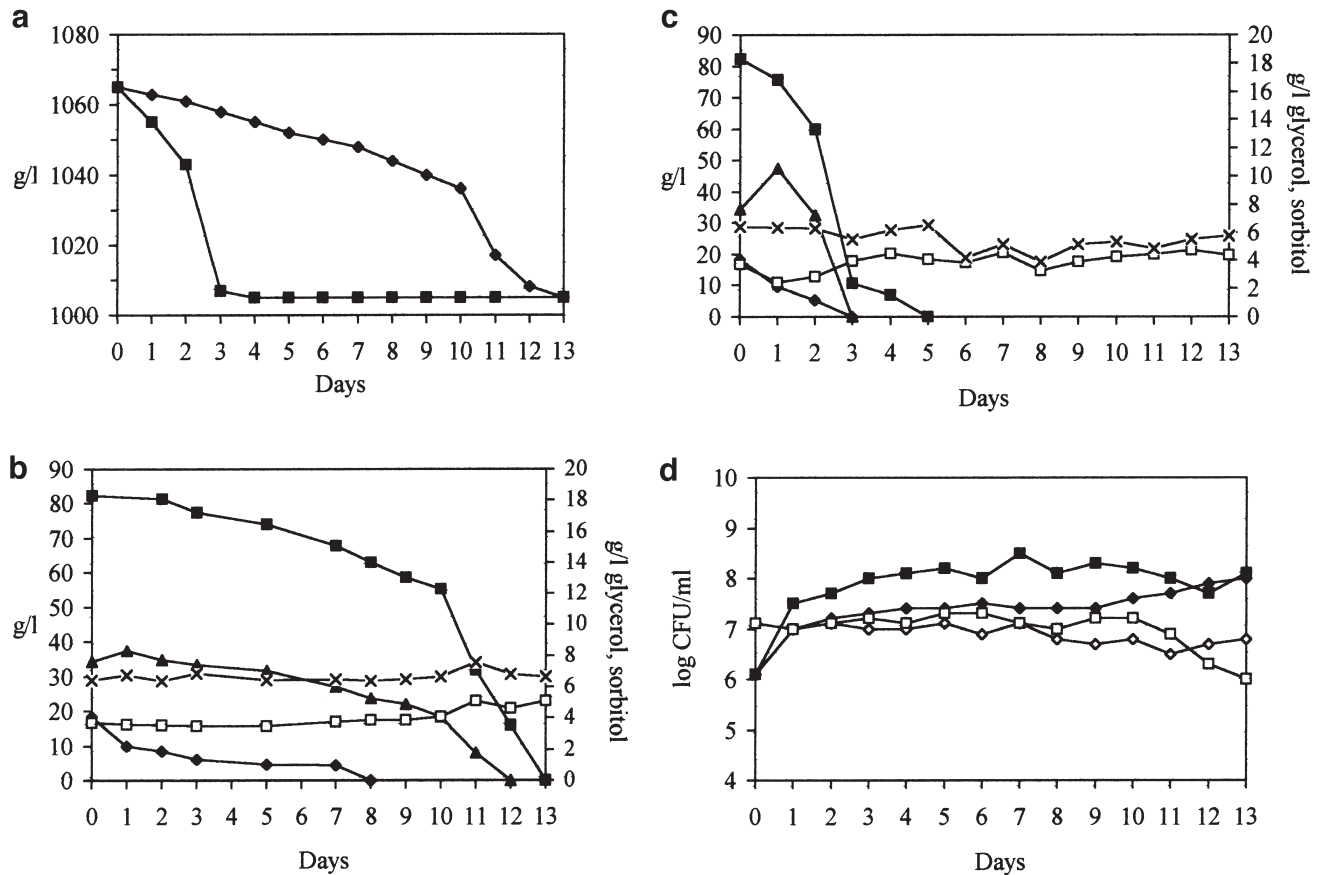 a
1080
1060
g/l 1040
1020
1000
0 1 2 3 4 5 6 7 8 9 10 11 12 13
Days
c
90 20
80 18
70 16
60 14
50 12
g/l 40 10
30 8
20 6
10 4
0 2
0
g/l glycerol, sorbitol
0 1 2 3 4 5 6 7 8 9 10 11 12 13
Days
b
90 20
80 18
70 16
60 14
50 12
40 10
g/l 30 8
20 6
10 4
0 2
0
g/l glycerol, sorbitol
0 1 2 3 4 5 6 7 8 9 10 11 12 13
Days
d
10
9
8
7
6
5
4
log CFU/ml
0 1 2 3 4 5 6 7 8 9 10 11 12 13
Days